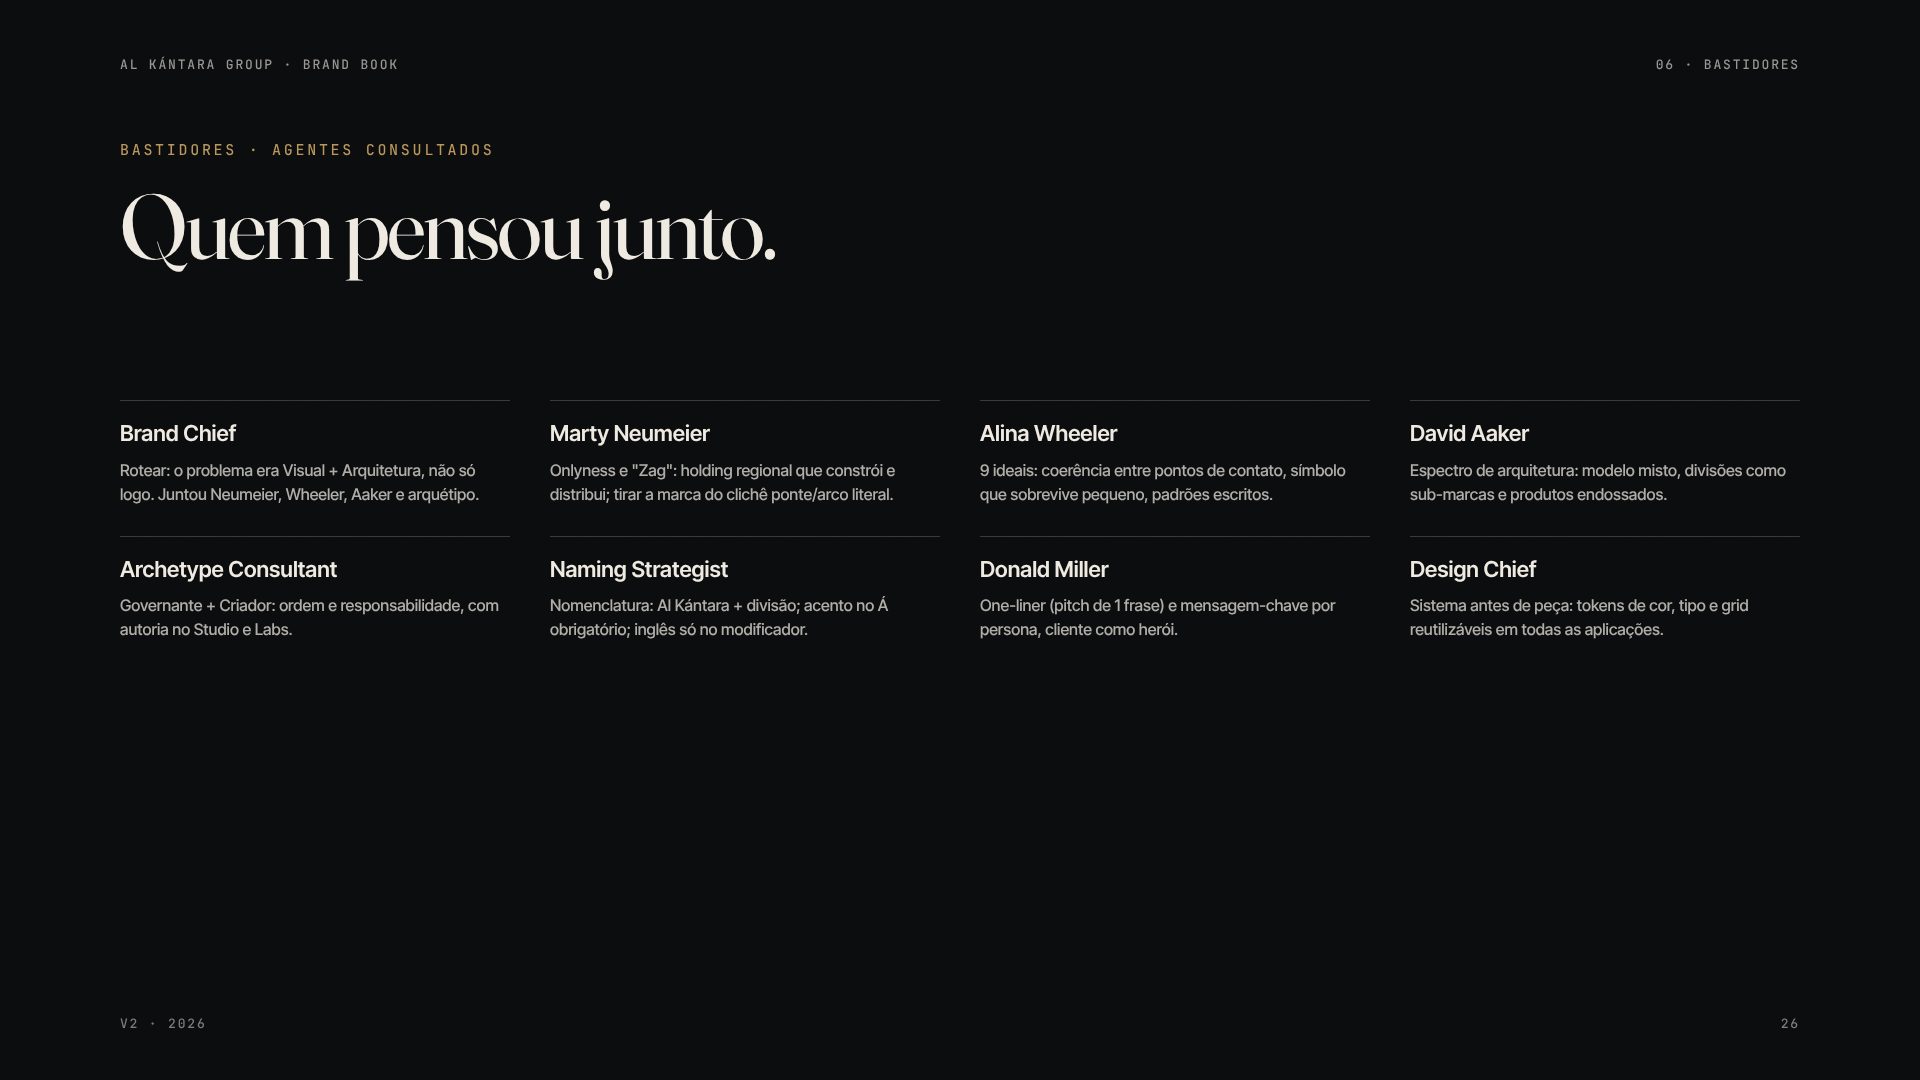 AL KÁNTARA GROUP · BRAND BOOK
06 · BASTIDORES
BASTIDORES · AGENTES CONSULTADOS
Quem pensou junto.
Brand Chief
Rotear: o problema era Visual + Arquitetura, não só
logo. Juntou Neumeier, Wheeler, Aaker e arquétipo.
Marty Neumeier
Onlyness e "Zag": holding regional que constrói e
distribui; tirar a marca do clichê ponte/arco literal.
Alina Wheeler
9 ideais: coerência entre pontos de contato, símbolo
que sobrevive pequeno, padrões escritos.
David Aaker
Espectro de arquitetura: modelo misto, divisões como
sub-marcas e produtos endossados.
Archetype Consultant
Governante + Criador: ordem e responsabilidade, com
autoria no Studio e Labs.
Naming Strategist
Nomenclatura: Al Kántara + divisão; acento no Á
obrigatório; inglês só no modificador.
Donald Miller
One-liner (pitch de 1 frase) e mensagem-chave por
persona, cliente como herói.
Design Chief
Sistema antes de peça: tokens de cor, tipo e grid
reutilizáveis em todas as aplicações.
V2 · 2026
26